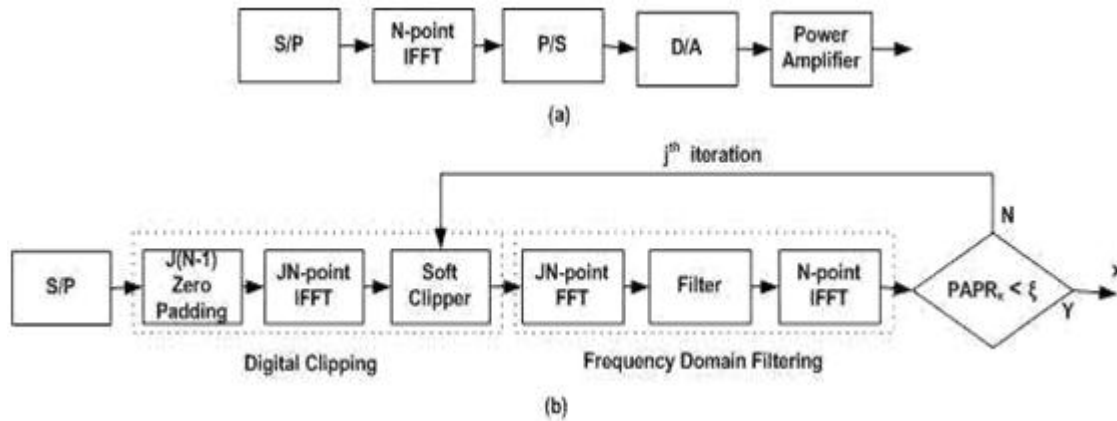 S/P
N-point
IFFT
P/S
D/A
Power
Amplifier
(a)
jth iteration
N
S/P
J(N-1)
Zero
Padding
JN-point
IFFT
Soft
Clipper
JN-point
FFT
Filter
N-point
IFFT
PAPRx < ξ
x
Y
Digital Clipping
Frequency Domain Filtering
(b)